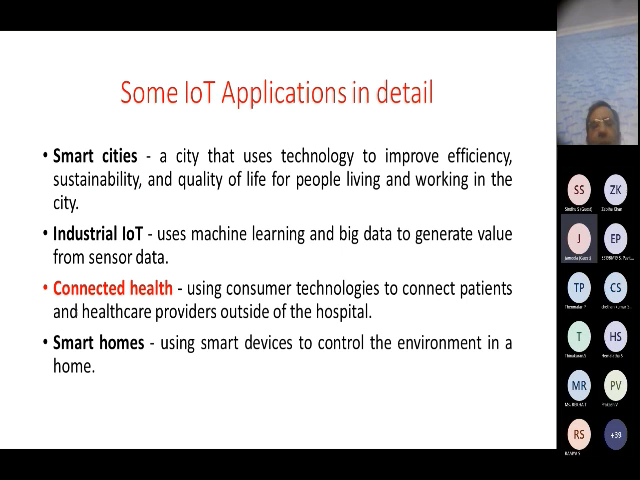 Some IoT Applications in detail
• Smart cities - a city that uses technology to improve efficiency,
sustainability, and quality of life for people living and working in the
city.
• Industrial IoT - uses machine learning and big data to generate value
from sensor data.
• Connected health - using consumer technologies to connect patients
and healthcare providers outside of the hospital.
• Smart homes - using smart devices to control the environment in a
home.
SS
ZK
Sindhu S (Guest)
Zabiha Khan
J
EP
TP
CS
T
HS
MR
PV
RS
+39